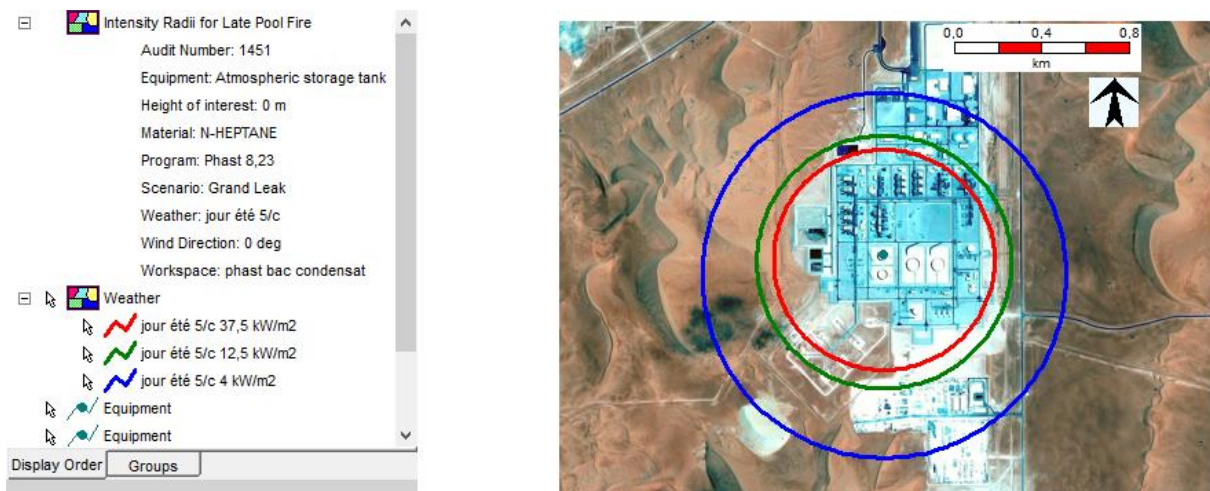 Intensity Radii for Late Pool Fire
Audit Number: 1451
Equipment: Atmospheric storage tank
Height of interest: 0 m
Material: N-HEPTANE
Program: Phast 8,23
Scenario: Grand Leak
Weather: jour été 5/c
Wind Direction: 0 deg
Workspace: phast bac condensat
Weather
jour été 5/c 37,5 kW/m2
jour été 5/c 12,5 kW/m2
jour été 5/c 4 kW/m2
Equipment
Equipment
Display Order Groups
0,0 0,4 0,8
km